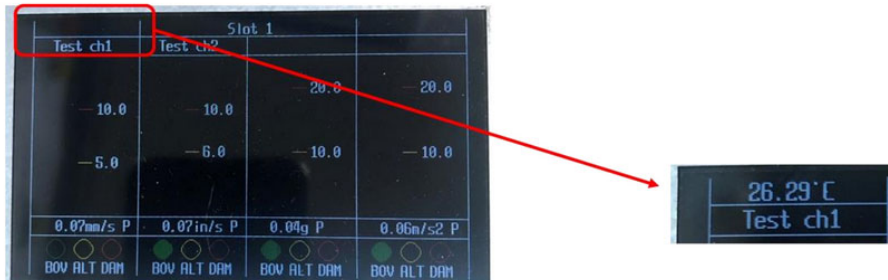 Slot 1
Test ch1 Test ch2
20.0 20.0
10.0 10.0
5.0 6.0 10.0 10.0
0.07mm/s P 0.07in/s P 0.04g P 0.06m/s2 P
BOV ALT DAM BOV ALT DAM BOV ALT DAM BOV ALT DAM
26.29°C
Test ch1